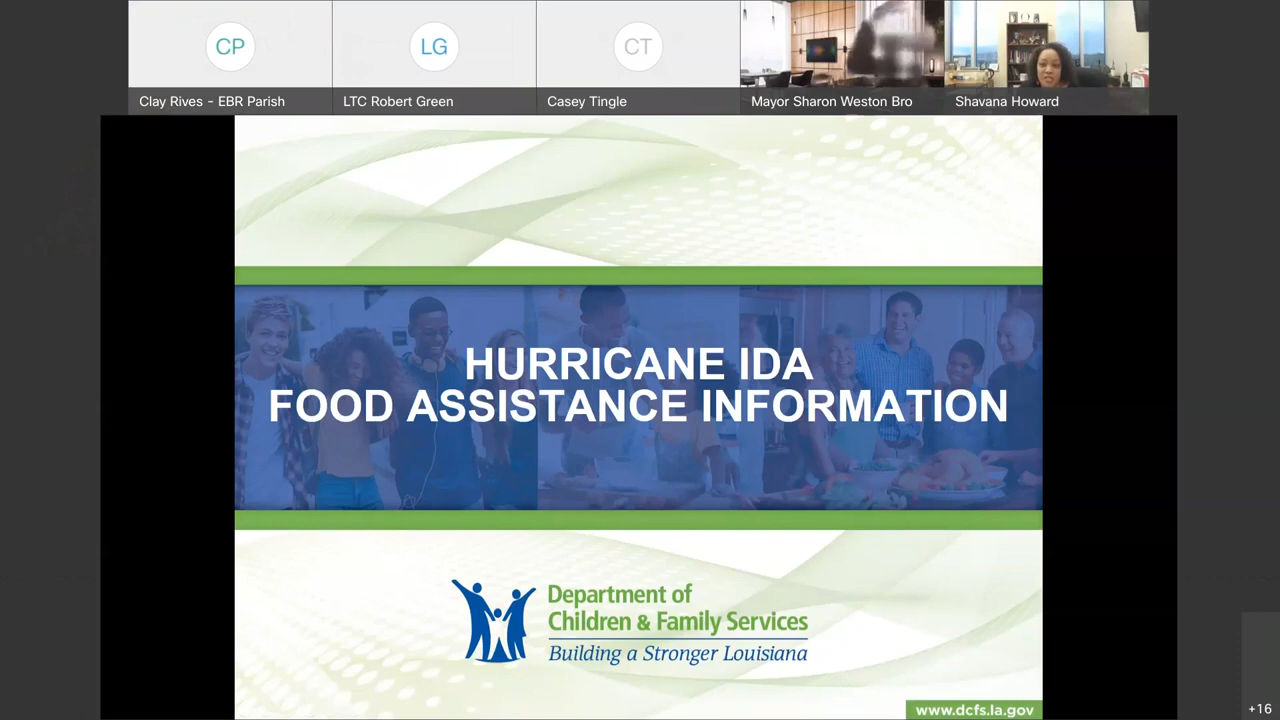 CP
LG
CT
Clay Rives - EBR Parish
LTC Robert Green
Casey Tingle
Mayor Sharon Weston Bro
Shavana Howard
HURRICANE IDA
FOOD ASSISTANCE INFORMATION
Department of
Children & Family Services
Building a Stronger Louisiana
www.dcfs.la.gov
+16